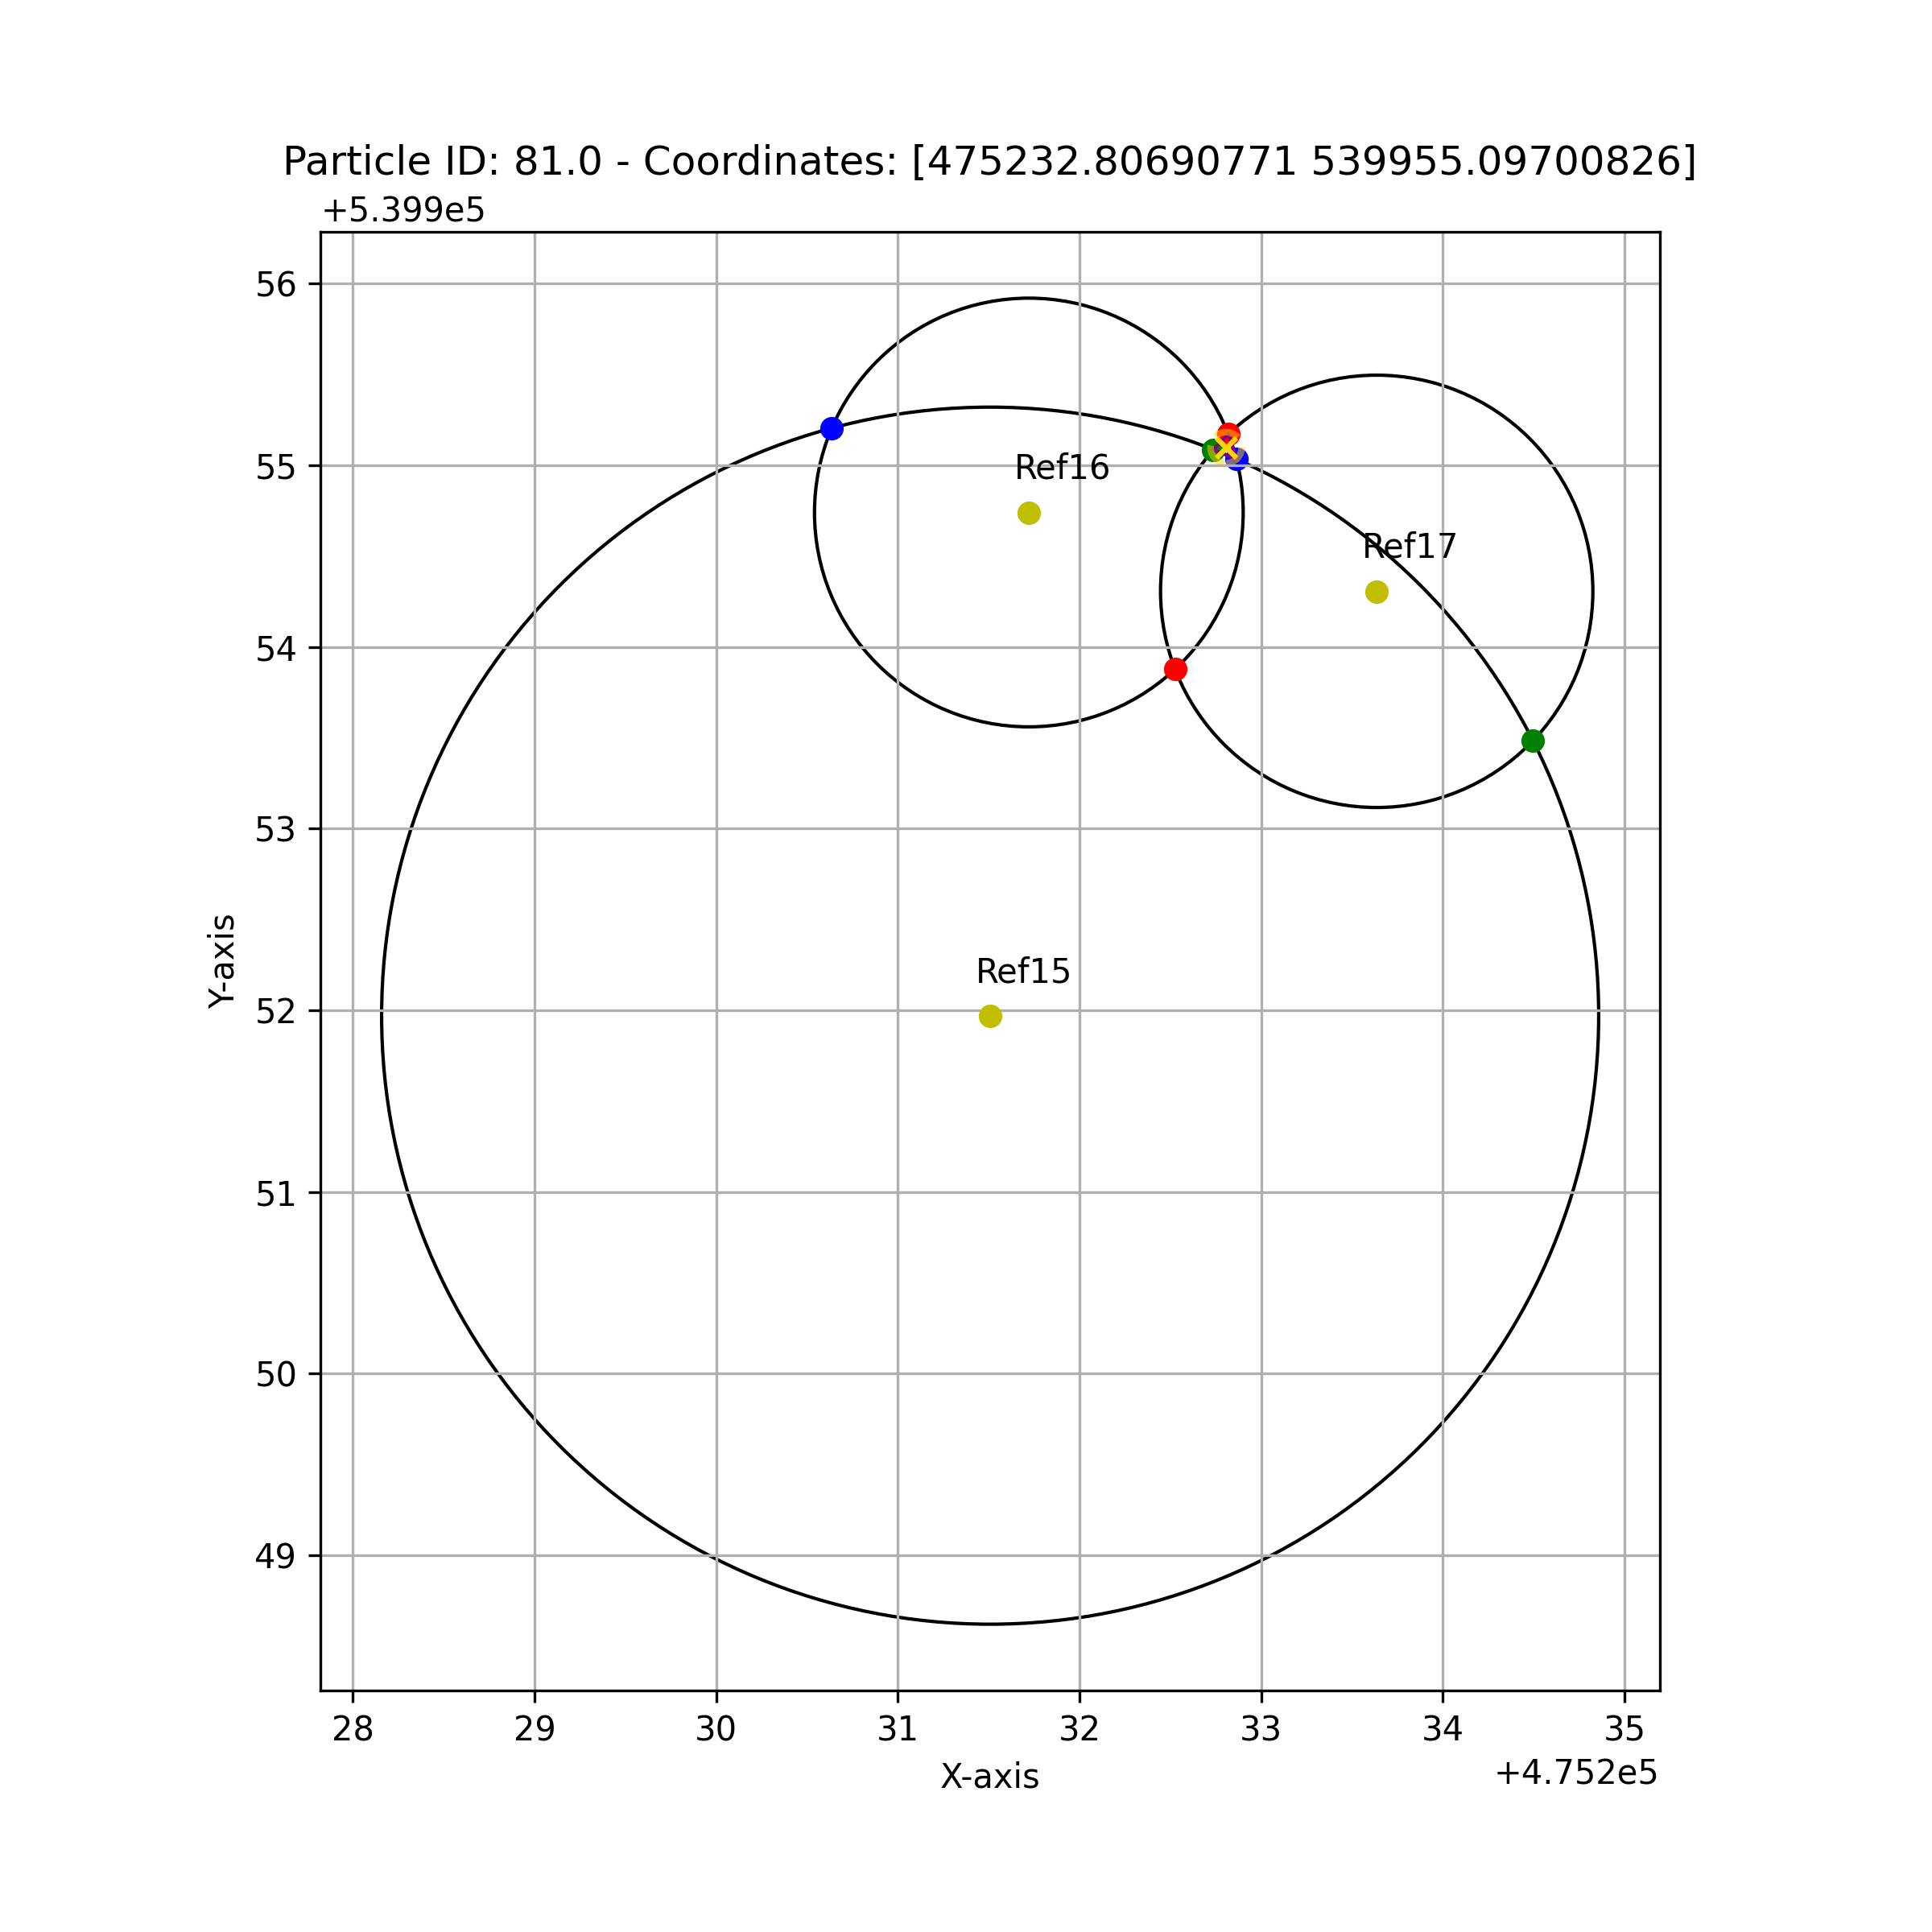 Particle ID: 81.0 - Coordinates: [475232.80690771 539955.09700826]
+5.399e5
56
55
54
53
52
51
50
49
Y-axis
Ref16
Ref17
Ref15
28 29 30 31 32 33 34 35
X-axis
+4.752e5